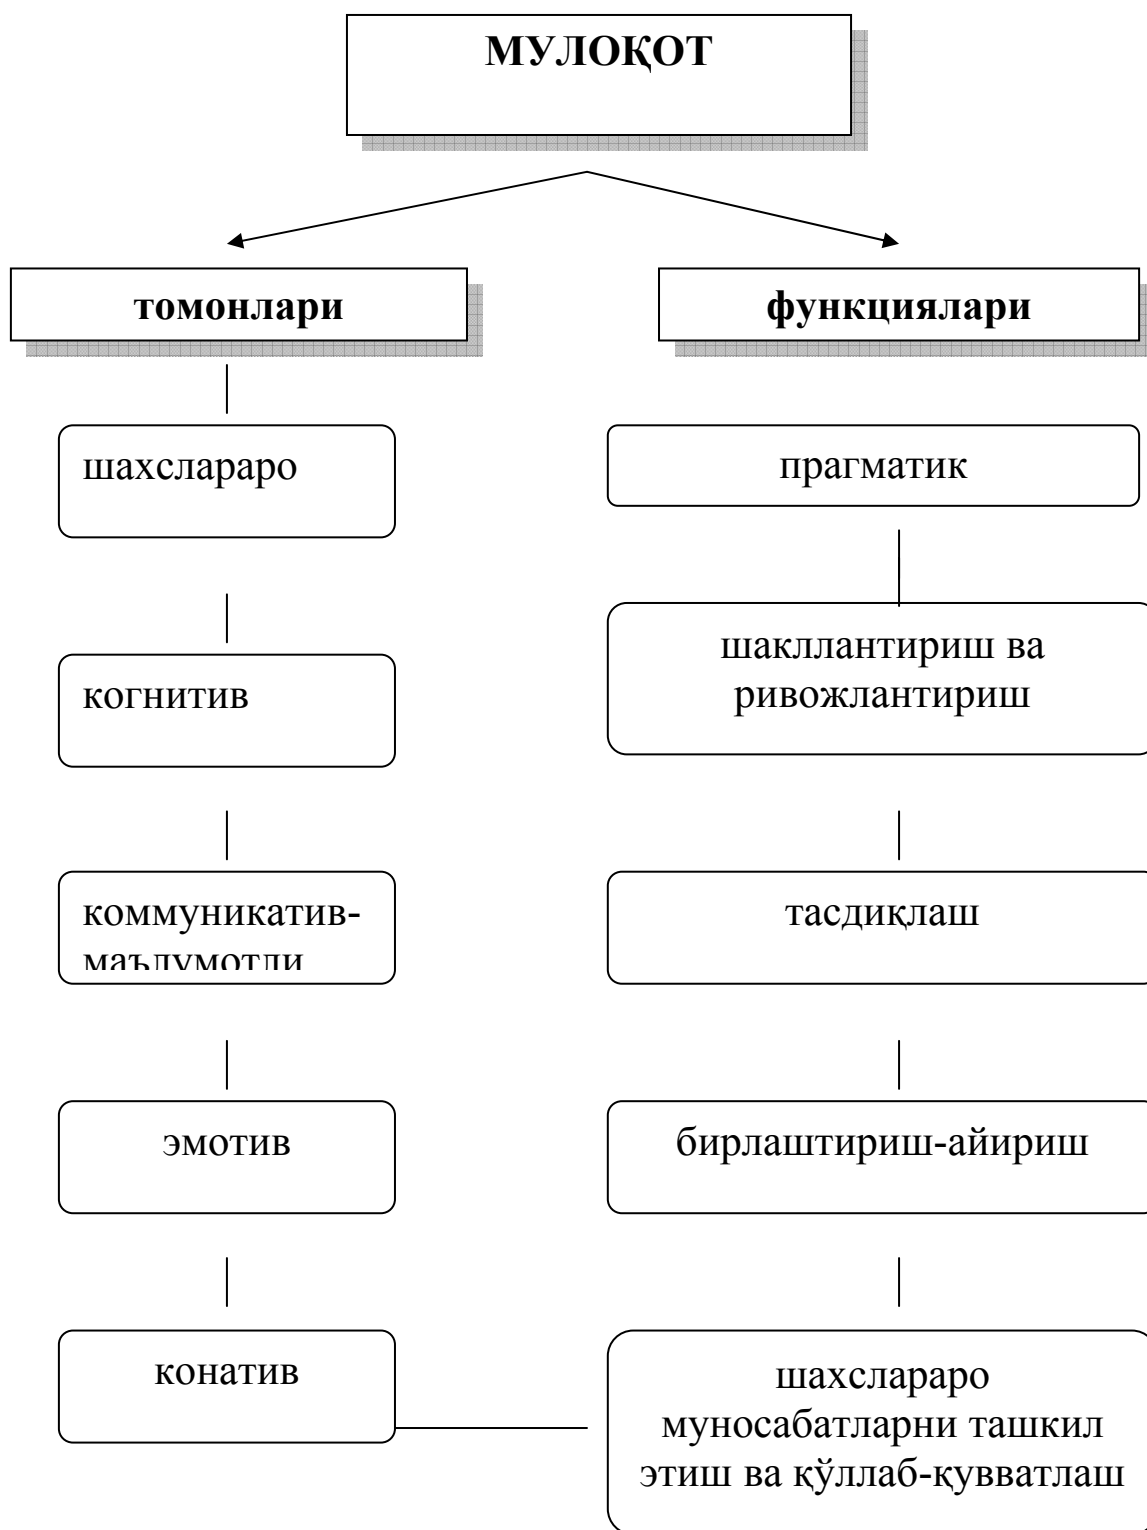 МУЛОҚОТ
томонлари
функциялари
шахслараро
прагматик
шакллантириш ва
ривожлантириш
когнитив
коммуникатив-
маълумотли
тасдиқлаш
эмотив
бирлаштириш-айириш
конатив
шахслараро
муносабатларни ташкил
этиш ва қўллаб-қувватлаш